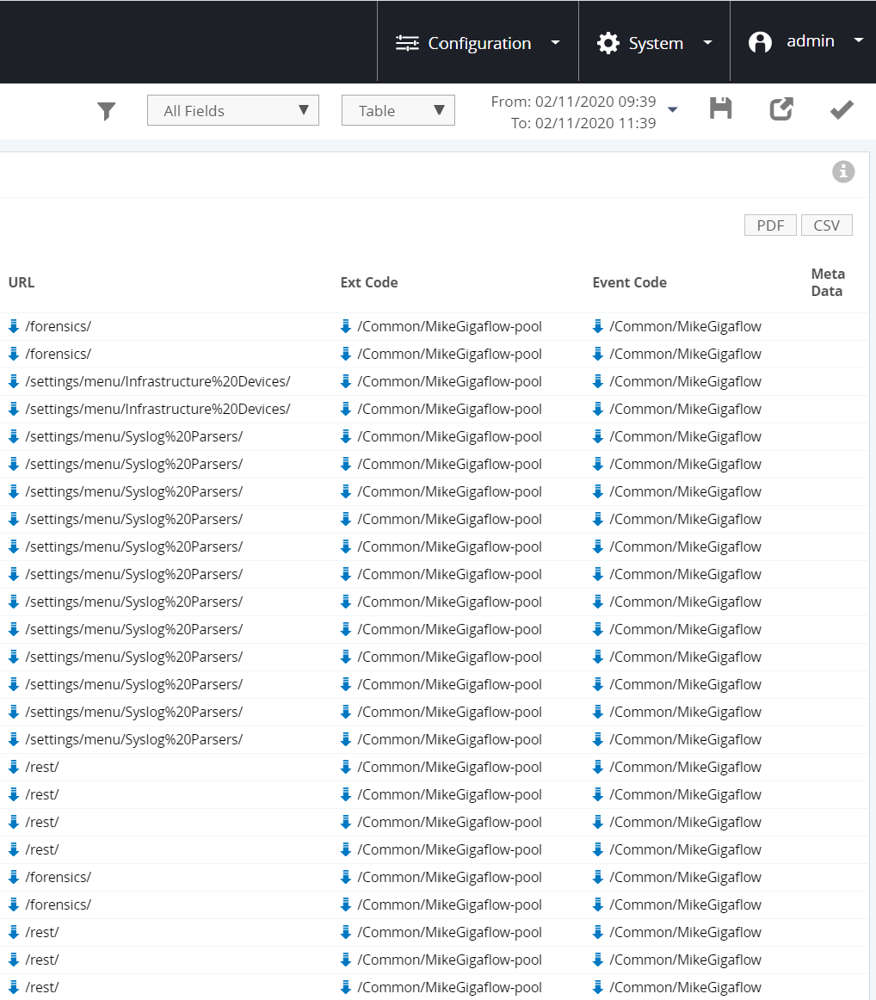 Configuration System admin
All Fields Table From: 02/11/2020 09:39
To: 02/11/2020 11:39
PDF CSV
URL Ext Code Event Code Meta Data
/forensics/ /Common/MikeGigaflow-pool /Common/MikeGigaflow
/forensics/ /Common/MikeGigaflow-pool /Common/MikeGigaflow
/settings/menu/Infrastructure%20Devices/ /Common/MikeGigaflow-pool /Common/MikeGigaflow
/settings/menu/Infrastructure%20Devices/ /Common/MikeGigaflow-pool /Common/MikeGigaflow
/settings/menu/Syslog%20Parsers/ /Common/MikeGigaflow-pool /Common/MikeGigaflow
/settings/menu/Syslog%20Parsers/ /Common/MikeGigaflow-pool /Common/MikeGigaflow
/settings/menu/Syslog%20Parsers/ /Common/MikeGigaflow-pool /Common/MikeGigaflow
/settings/menu/Syslog%20Parsers/ /Common/MikeGigaflow-pool /Common/MikeGigaflow
/settings/menu/Syslog%20Parsers/ /Common/MikeGigaflow-pool /Common/MikeGigaflow
/settings/menu/Syslog%20Parsers/ /Common/MikeGigaflow-pool /Common/MikeGigaflow
/settings/menu/Syslog%20Parsers/ /Common/MikeGigaflow-pool /Common/MikeGigaflow
/settings/menu/Syslog%20Parsers/ /Common/MikeGigaflow-pool /Common/MikeGigaflow
/settings/menu/Syslog%20Parsers/ /Common/MikeGigaflow-pool /Common/MikeGigaflow
/settings/menu/Syslog%20Parsers/ /Common/MikeGigaflow-pool /Common/MikeGigaflow
/settings/menu/Syslog%20Parsers/ /Common/MikeGigaflow-pool /Common/MikeGigaflow
/settings/menu/Syslog%20Parsers/ /Common/MikeGigaflow-pool /Common/MikeGigaflow
/rest/ /Common/MikeGigaflow-pool /Common/MikeGigaflow
/rest/ /Common/MikeGigaflow-pool /Common/MikeGigaflow
/rest/ /Common/MikeGigaflow-pool /Common/MikeGigaflow
/rest/ /Common/MikeGigaflow-pool /Common/MikeGigaflow
/forensics/ /Common/MikeGigaflow-pool /Common/MikeGigaflow
/forensics/ /Common/MikeGigaflow-pool /Common/MikeGigaflow
/rest/ /Common/MikeGigaflow-pool /Common/MikeGigaflow
/rest/ /Common/MikeGigaflow-pool /Common/MikeGigaflow
/rest/ /Common/MikeGigaflow-pool /Common/MikeGigaflow